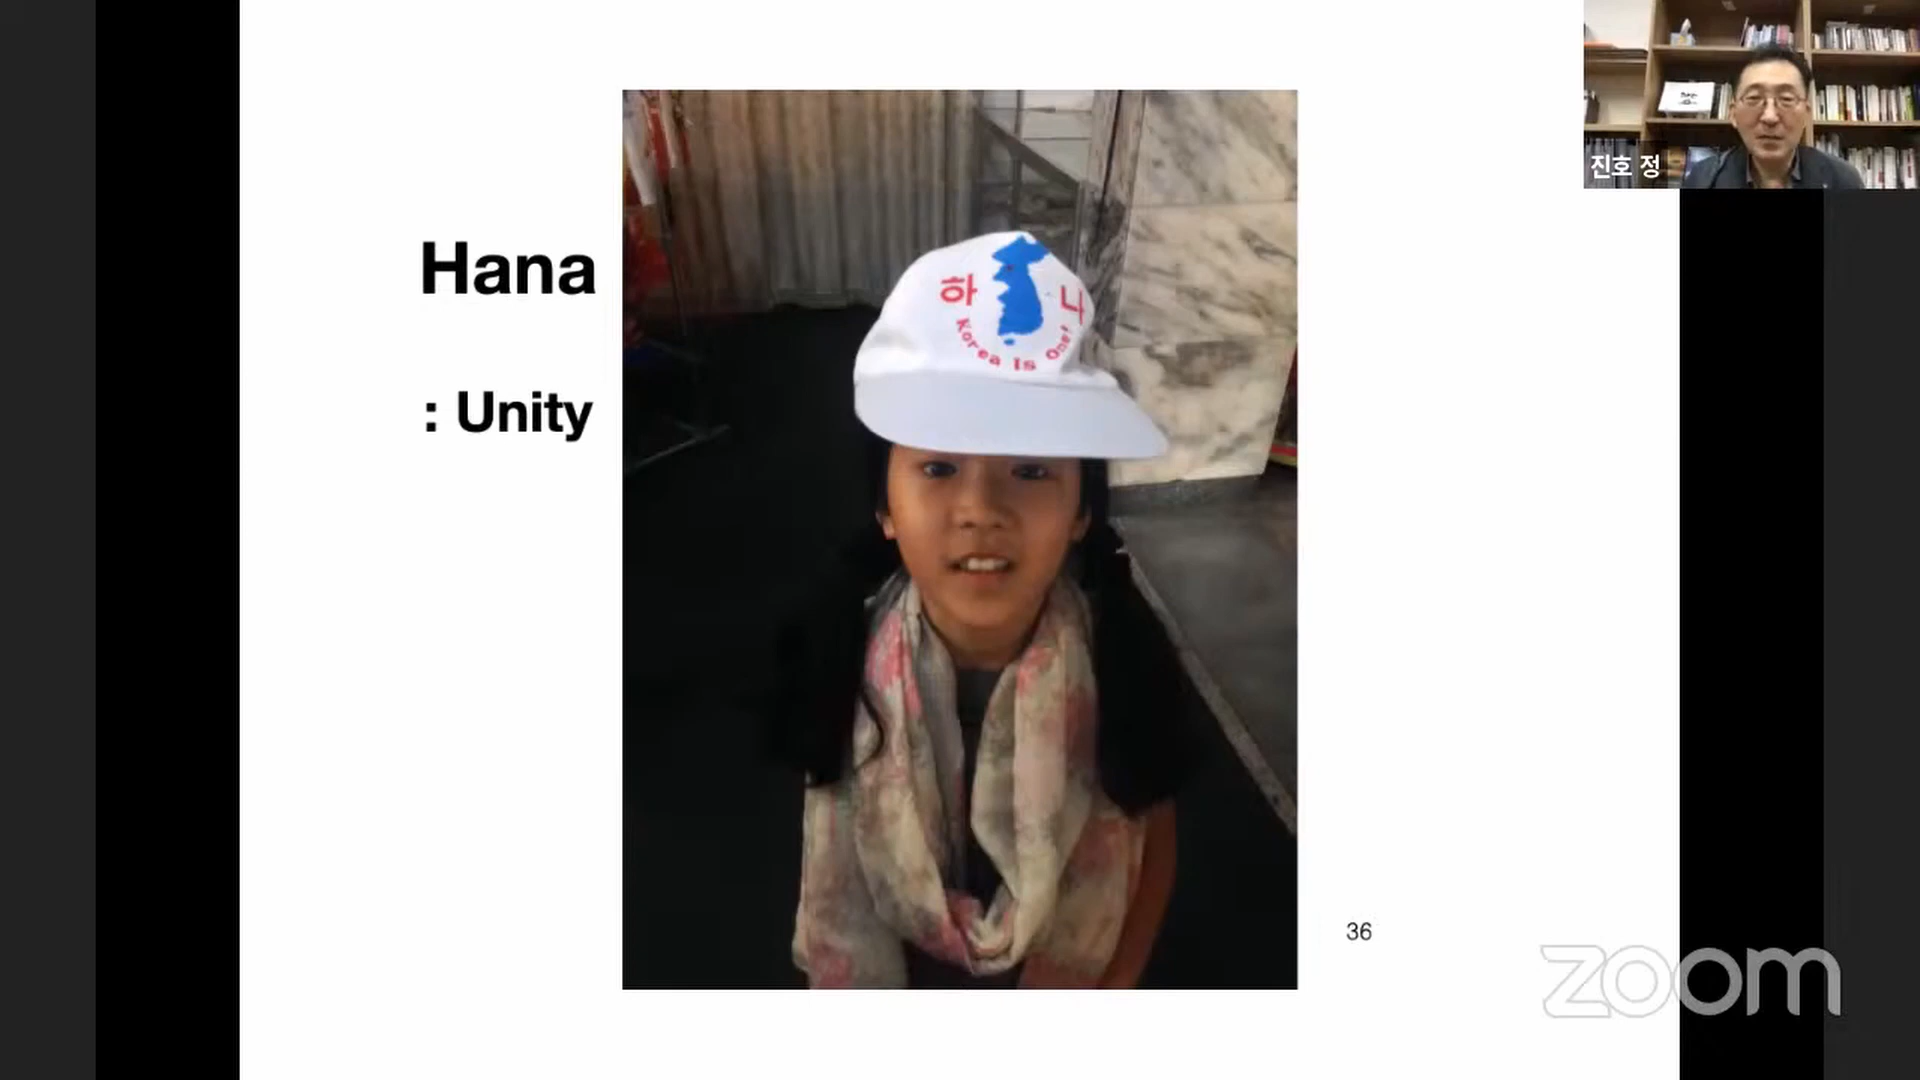 Hana
: Unity
하 나
Korea Is One!
진호 정
36
zoom